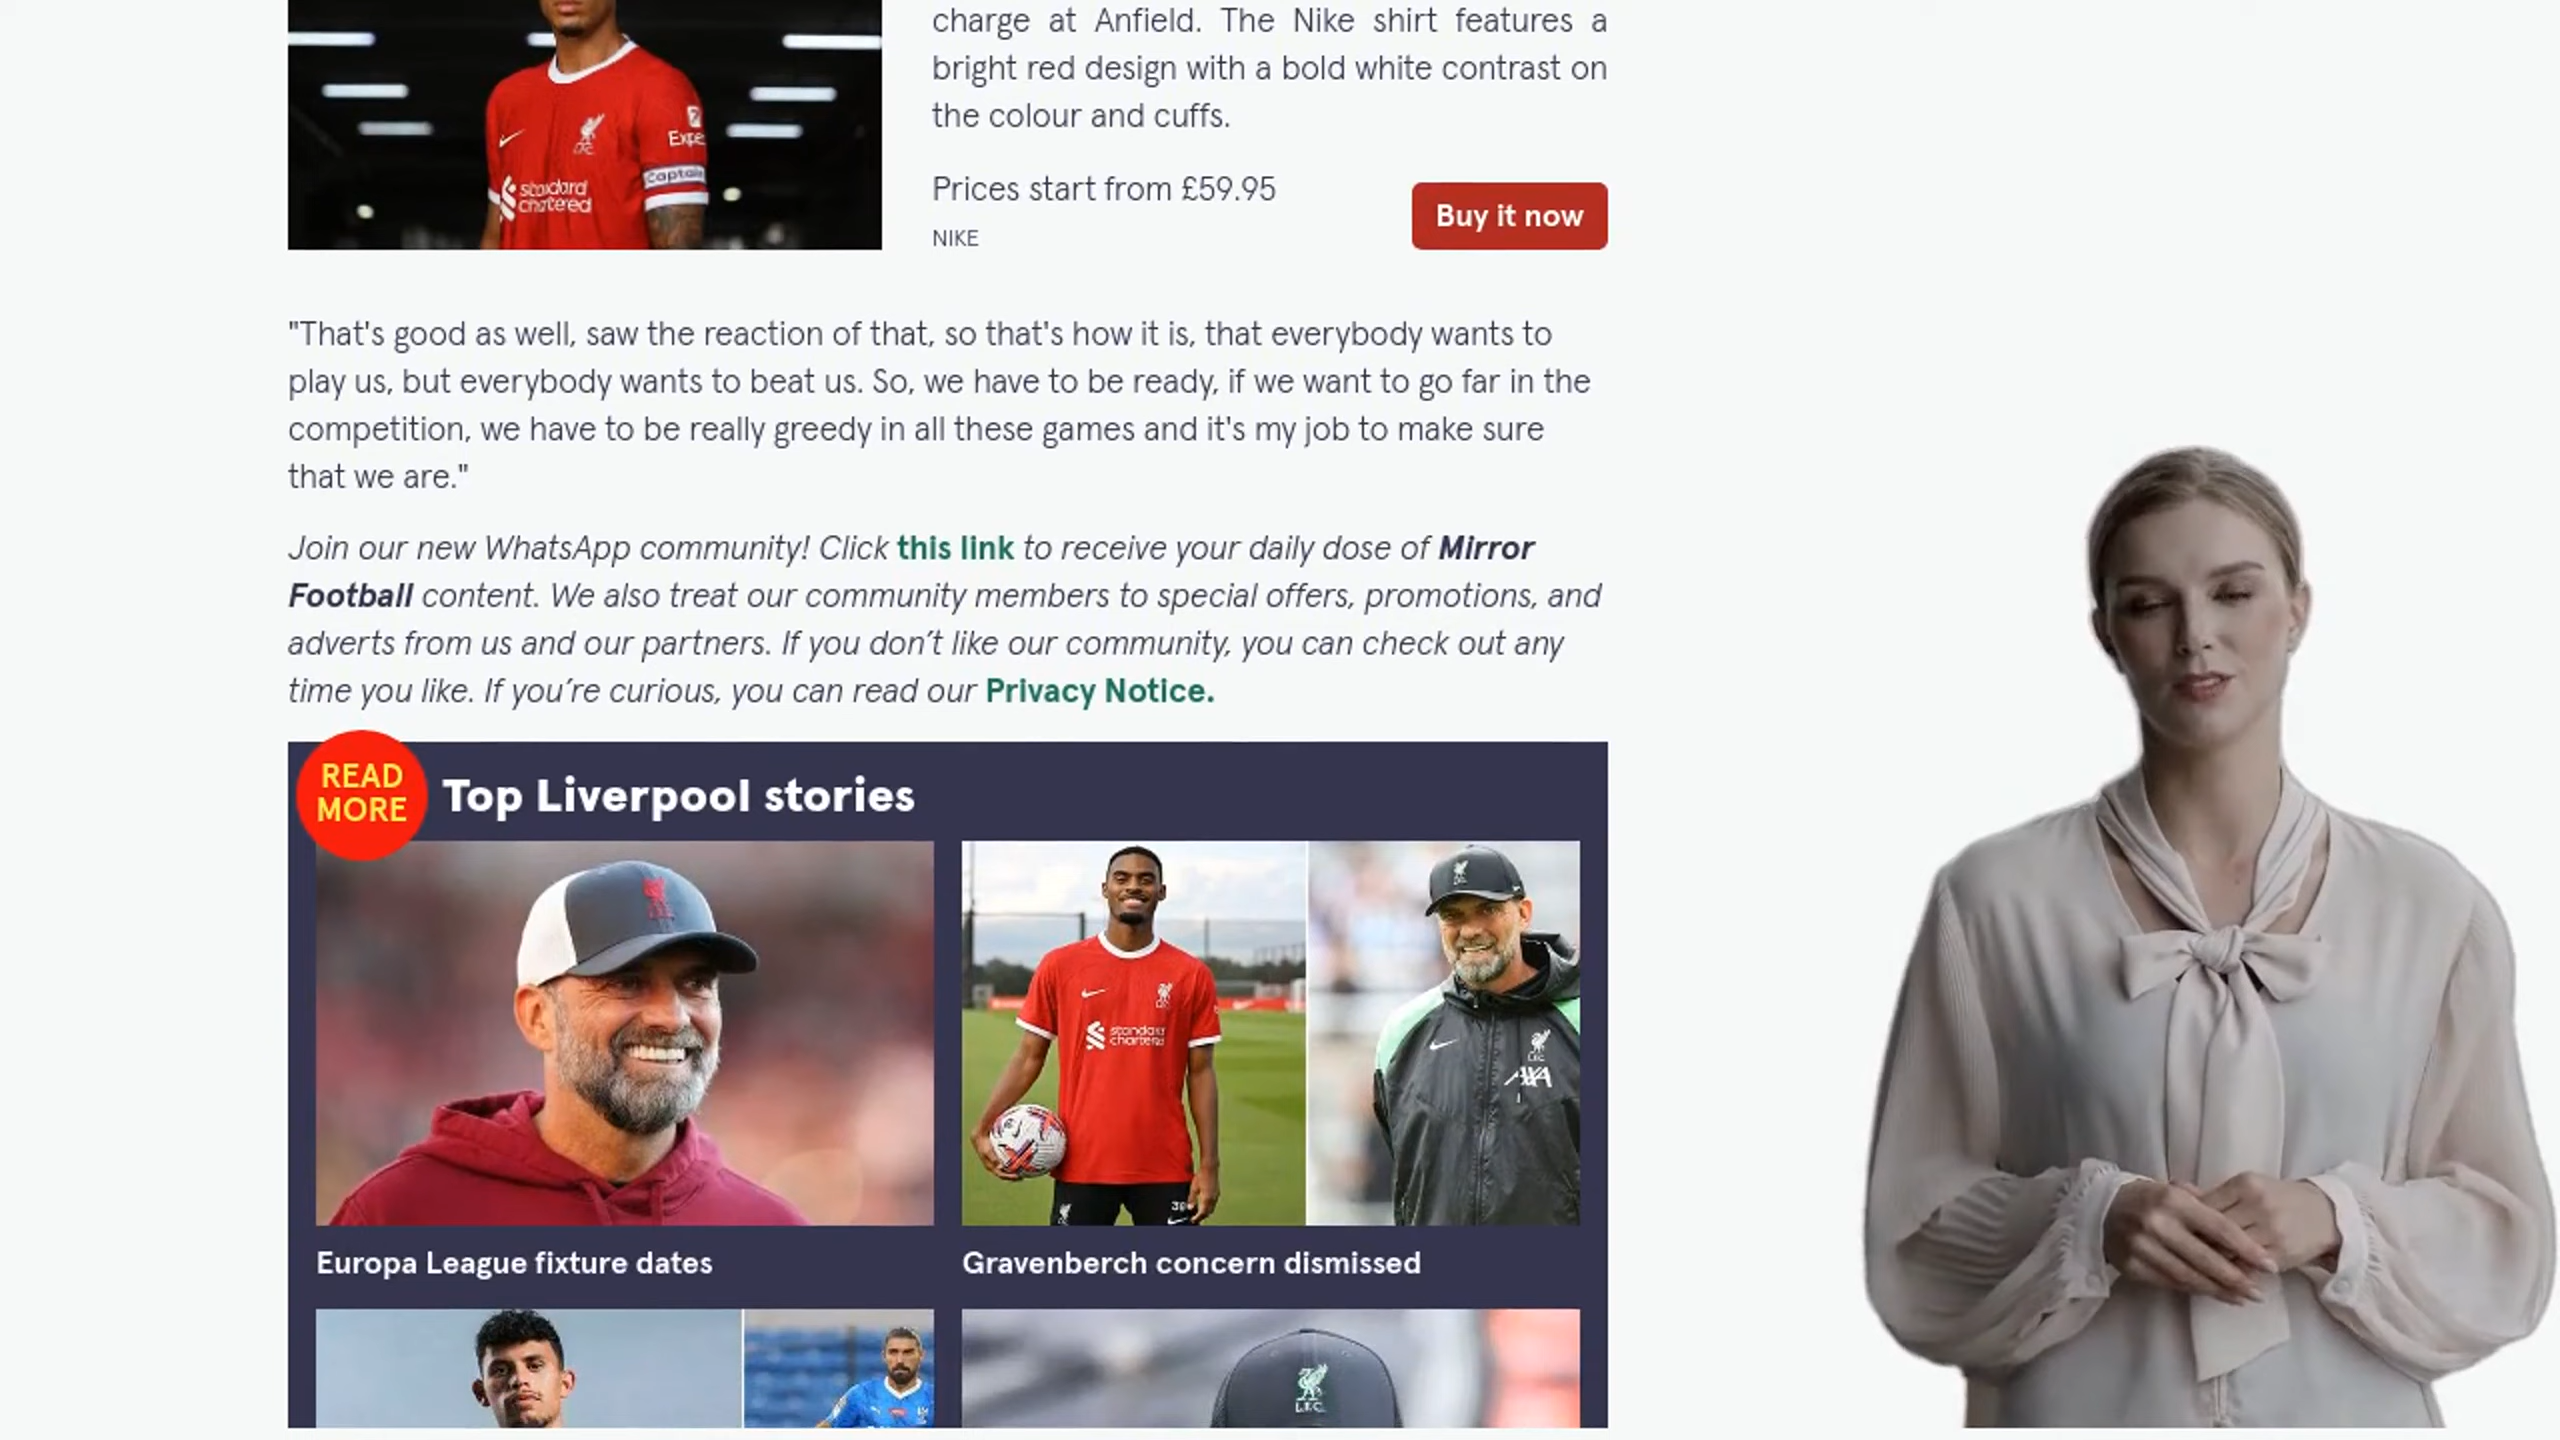 charge at Anfield. The Nike shirt features a
bright red design with a bold white contrast on
the colour and cuffs.
Expe
Captain
standard
chartered
Prices start from £59.95
Buy it now
NIKE
"That's good as well, saw the reaction of that, so that's how it is, that everybody wants to
play us, but everybody wants to beat us. So, we have to be ready, if we want to go far in the
competition, we have to be really greedy in all these games and it's my job to make sure
that we are."
Join our new WhatsApp community! Click this link to receive your daily dose of Mirror
Football content. We also treat our community members to special offers, promotions, and
adverts from us and our partners. If you don’t like our community, you can check out any
time you like. If you’re curious, you can read our Privacy Notice.
READ
MORE
Top Liverpool stories
standard
chartered
AXA
Europa League fixture dates
Gravenberch concern dismissed
L.F.C.